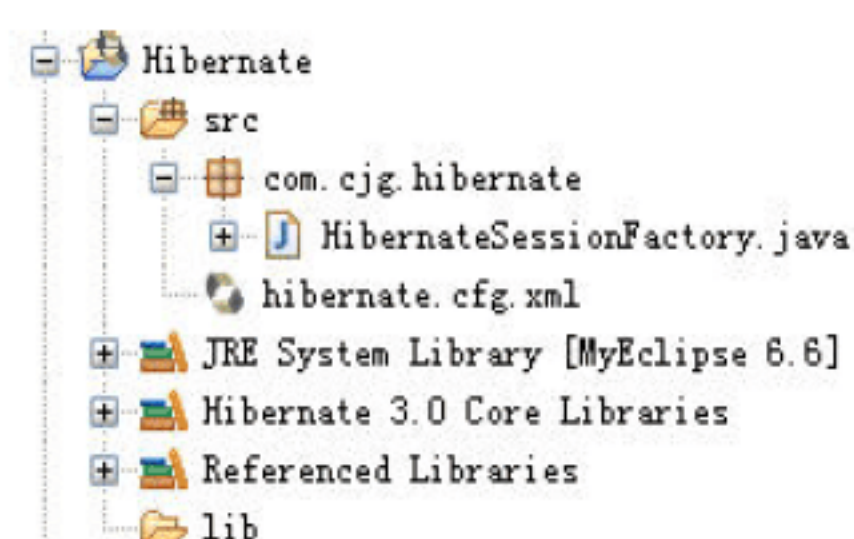 Hibernate
src
com.cjg.hibernate
HibernateSessionFactory.java
hibernate.cfg.xml
JRE System Library [MyEclipse 6.6]
Hibernate 3.0 Core Libraries
Referenced Libraries
lib